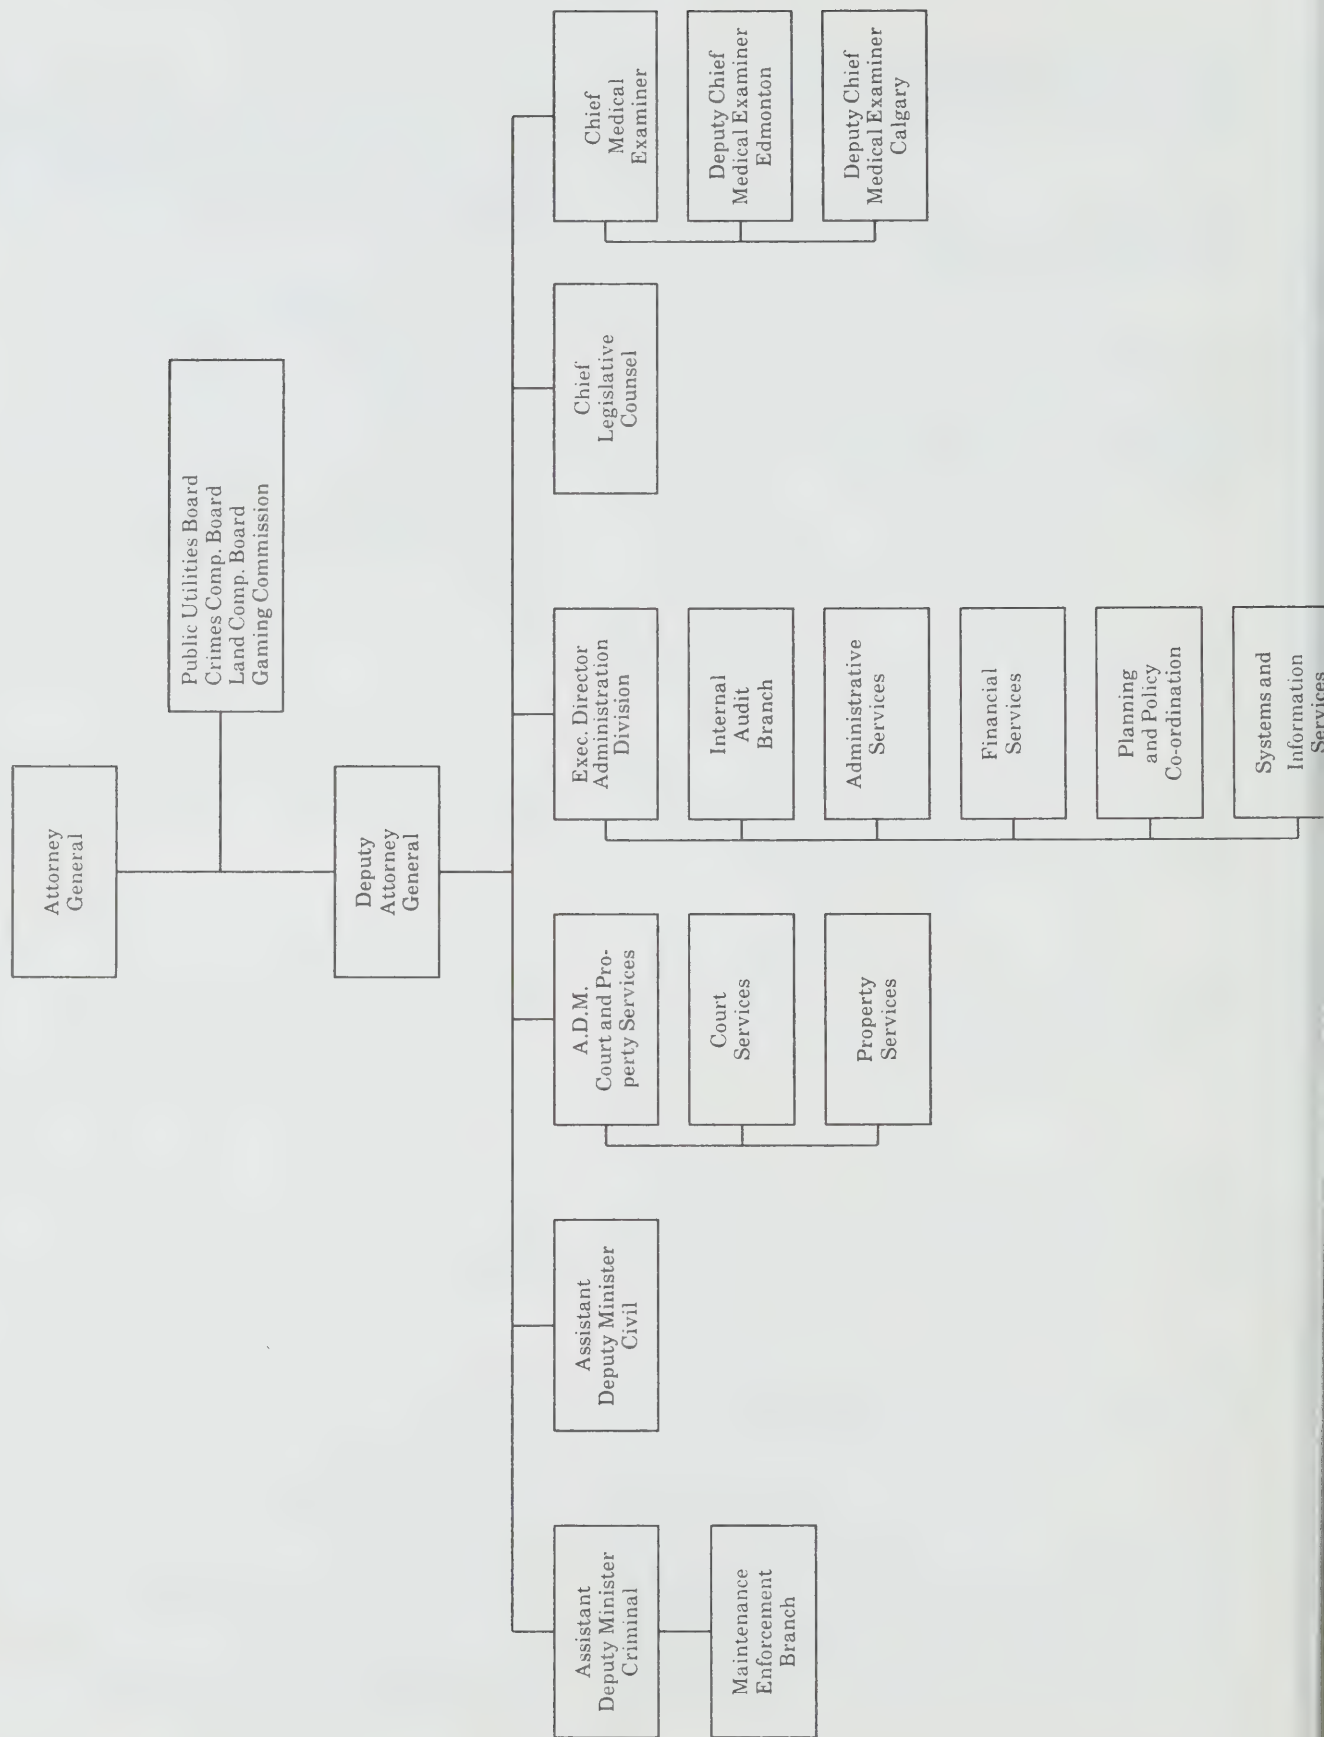 Attorney
General
Public Utilities Board
Crimes Comp. Board
Land Comp. Board
Gaming Commission
Deputy
Attorney
General
Assistant
Deputy Minister
Criminal
Maintenance
Enforcement
Branch
Assistant
Deputy Minister
Civil
A.D.M.
Court and Pro-
perty Services
Court
Services
Property
Services
Exec. Director
Administration
Division
Internal
Audit
Branch
Administrative
Services
Financial
Services
Planning
and Policy
Co-ordination
Systems and
Information
Services
Chief
Legislative
Counsel
Chief
Medical
Examiner
Deputy Chief
Medical Examiner
Edmonton
Deputy Chief
Medical Examiner
Calgary